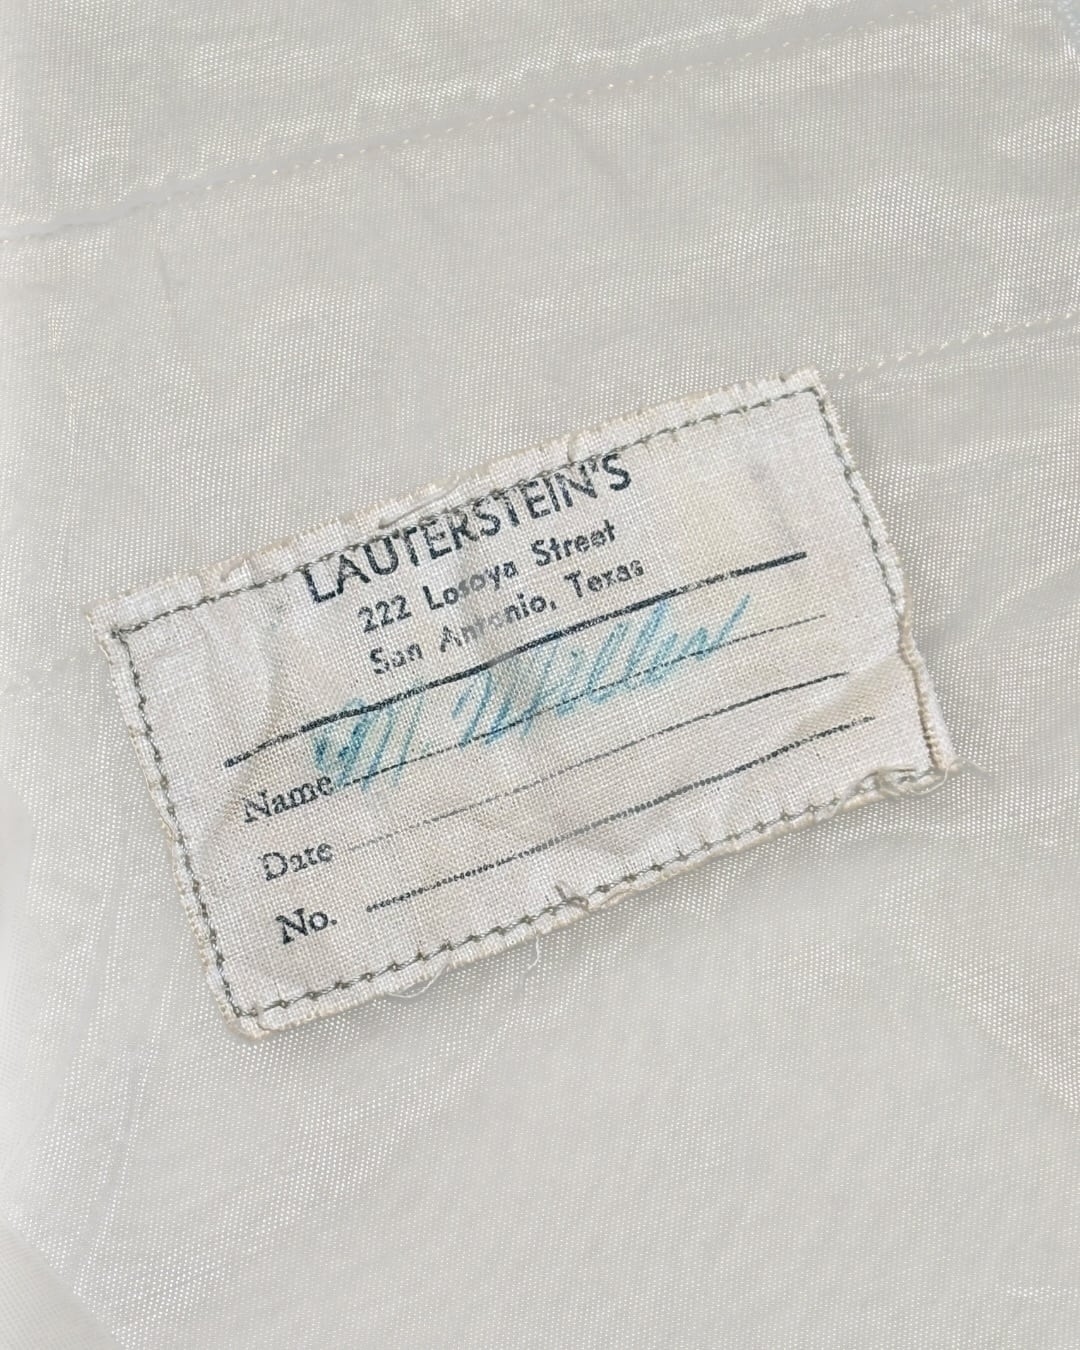 LAUTERSTEIN'S
222 Losoya Street
San Antonio, Texas
Name M.
Date
No.